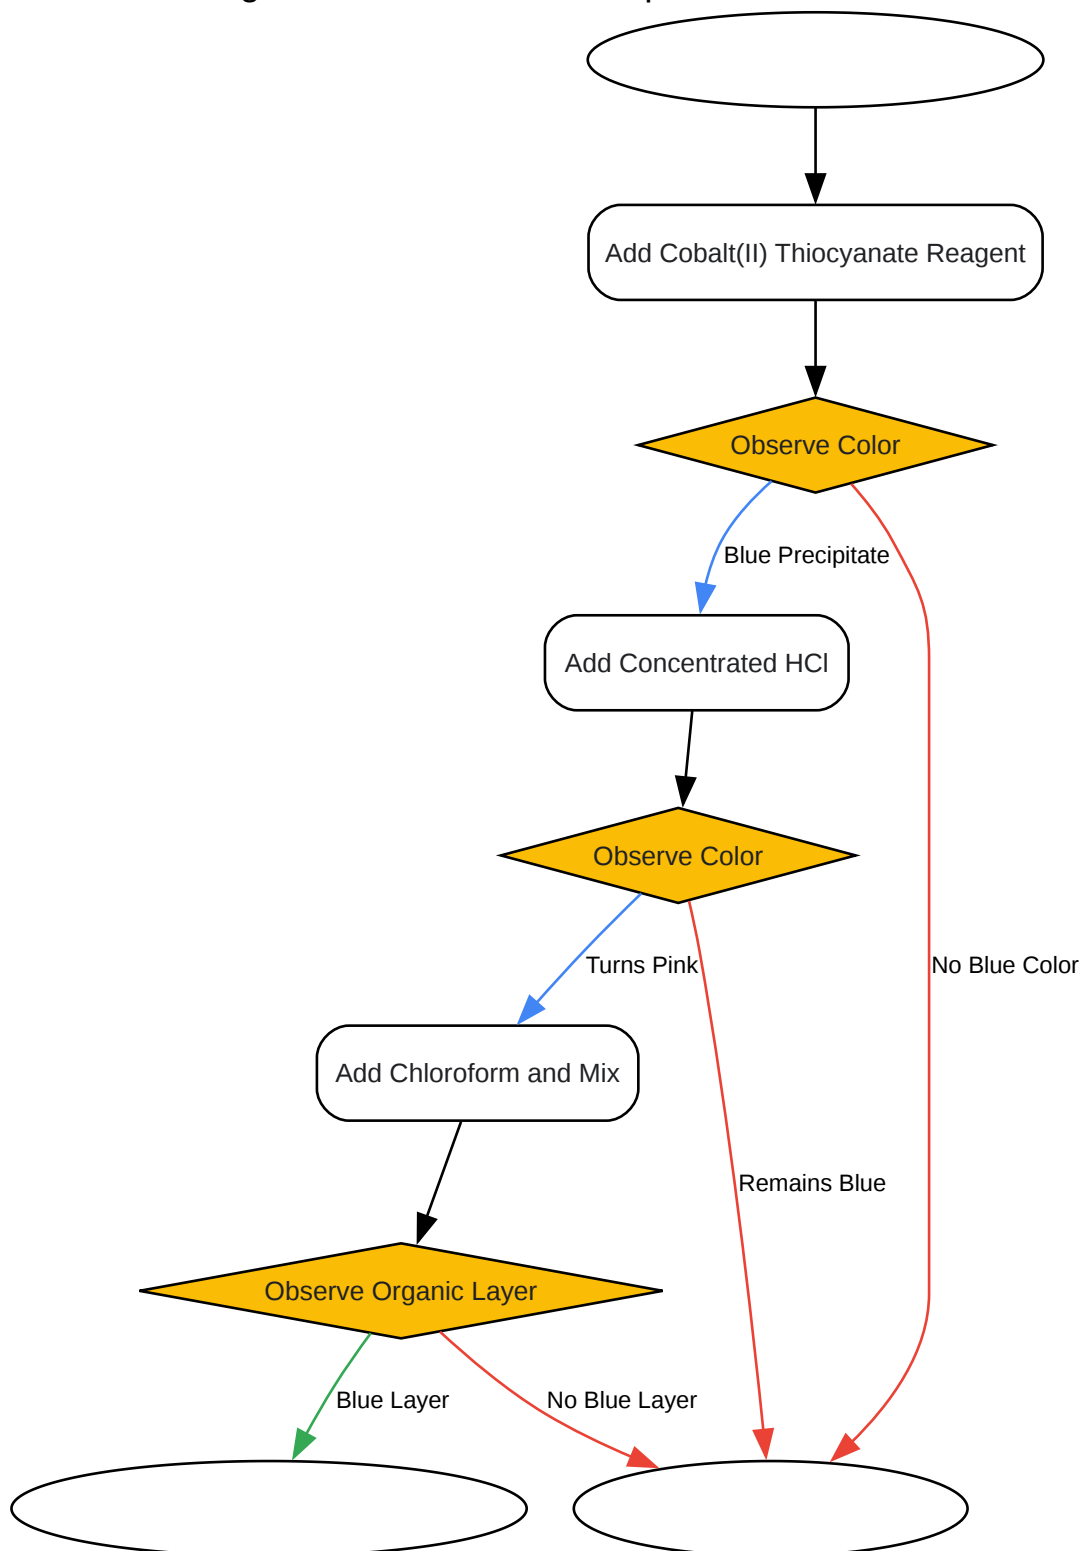 Add Cobalt(II) Thiocyanate Reagent
Observe Color
Blue Precipitate
Add Concentrated HCl
Observe Color
Turns Pink
No Blue Color
Add Chloroform and Mix
Remains Blue
Observe Organic Layer
Blue Layer
No Blue Layer